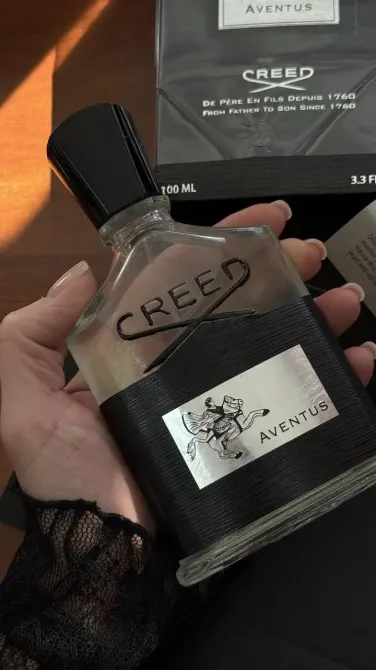 AVENTUS
CREED
DE PÈRE EN FILS DEPUIS 1760
FROM FATHER TO SON SINCE 1760
100 ML
3.3 F
CREED
AVENTUS